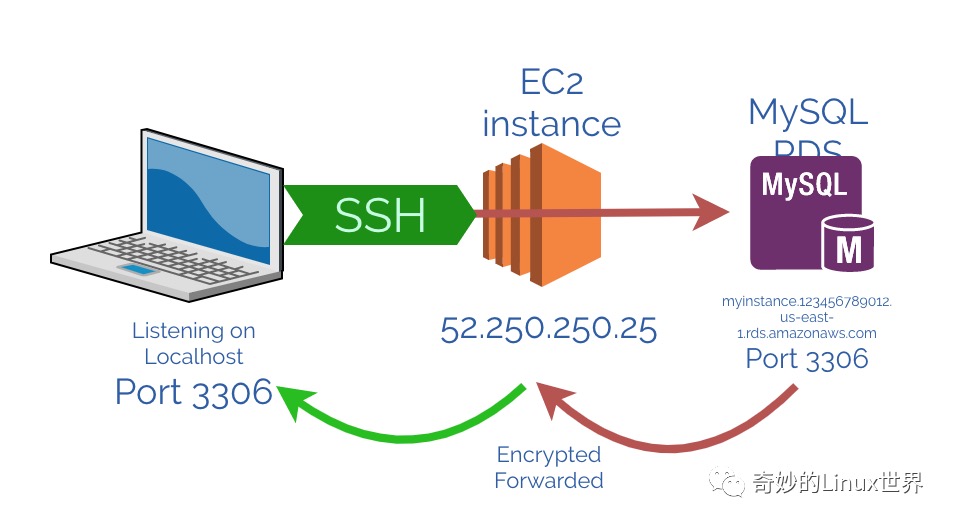 EC2
instance
MySQL
RDS
MySQL
M
SSH
Listening on
Localhost
Port 3306
52.250.250.25
myinstance.123456789012.
us-east-
1.rds.amazonaws.com
Port 3306
Encrypted
Forwarded
奇妙的Linux世界